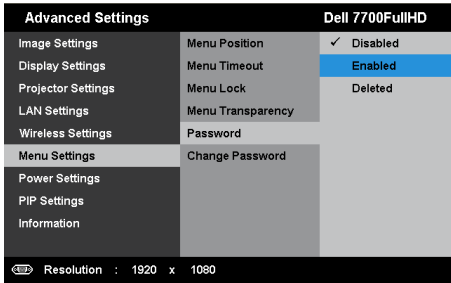 Advanced Settings
Dell 7700FullHD
Image Settings
Display Settings
Projector Settings
LAN Settings
Wireless Settings
Menu Settings
Power Settings
PIP Settings
Information
Menu Position
Menu Timeout
Menu Lock
Menu Transparency
Password
Change Password
✓ Disabled
Enabled
Deleted
Resolution : 1920 x 1080